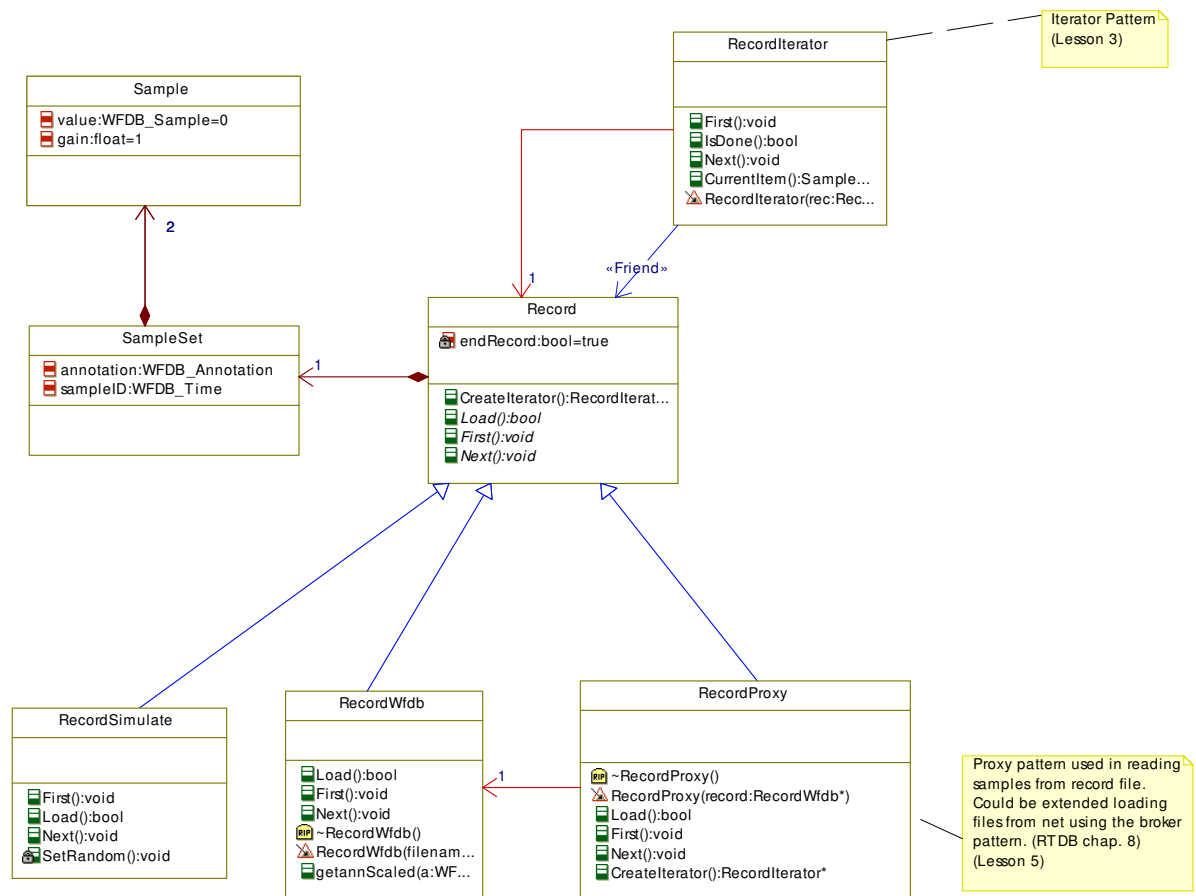 Iterator Pattern
(Lesson 3)
RecordIterator
First():void
IsDone():bool
Next():void
CurrentItem():Sample...
RecordIterator(rec:Rec...
Sample
value:WFDB_Sample=0
gain:float=1
2
«Friend»
1
SampleSet
annotation:WFDB_Annotation
sampleID:WFDB_Time
1
Record
endRecord:bool=true
CreateIterator():RecordIterat...
Load():bool
First():void
Next():void
RecordSimulate
First():void
Load():bool
Next():void
SetRandom():void
RecordWfdb
Load():bool
First():void
Next():void
RIP ~RecordWfdb()
RecordWfdb(filenam...
getannScaled(a:WF...
1
RecordProxy
RIP ~RecordProxy()
RecordProxy(record:RecordWfdb*)
Load():bool
First():void
Next():void
CreateIterator():RecordIterator*
Proxy pattern used in reading
samples from record file.
Could be extended loading
files from net using the broker
pattern. (RTDB chap. 8)
(Lesson 5)